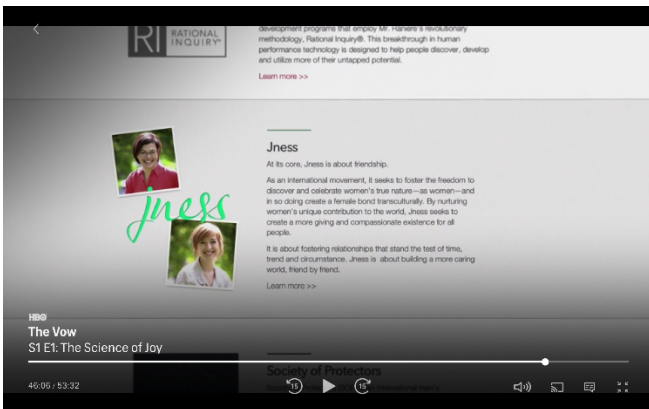 RI RATIONAL
INQUIRY®
development programs that employ Mr. Raniere's revolutionary
methodology, Rational Inquiry®. This breakthrough in human
performance technology is designed to help people discover, develop
and utilize more of their untapped potential.
Learn more >>
jness
Jness
At its core, Jness is about friendship.
As an international movement, it seeks to foster the freedom to
discover and celebrate women's true nature—as women—and
in so doing create a female bond transculturally. By nurturing
women's unique contribution to the world, Jness seeks to
create a more giving and compassionate existence for all
people.
It is about fostering relationships that stand the test of time,
trend and circumstance. Jness is about building a more caring
world, friend by friend.
Learn more >>
HBO
The Vow
S1 E1: The Science of Joy
Society of Protectors
46:06 / 53:32
15
15